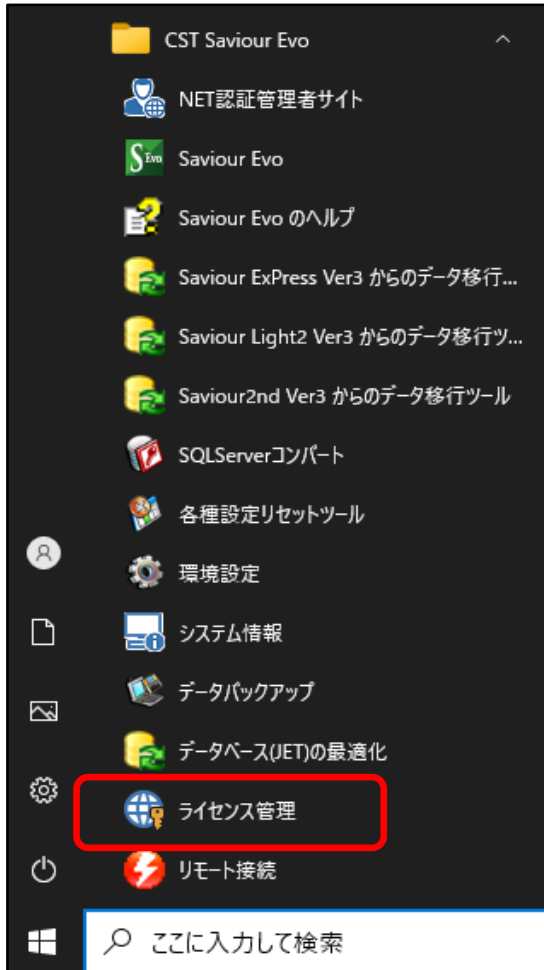 CST Saviour Evo
NET認証管理者サイト
Saviour Evo
Saviour Evo のヘルプ
Saviour ExPress Ver3 からのデータ移行...
Saviour Light2 Ver3 からのデータ移行ツ...
Saviour2nd Ver3 からのデータ移行ツール
SQLServerコンバート
各種設定リセットツール
環境設定
システム情報
データバックアップ
データベース(JET)の最適化
ライセンス管理
リモート接続
ここに入力して検索